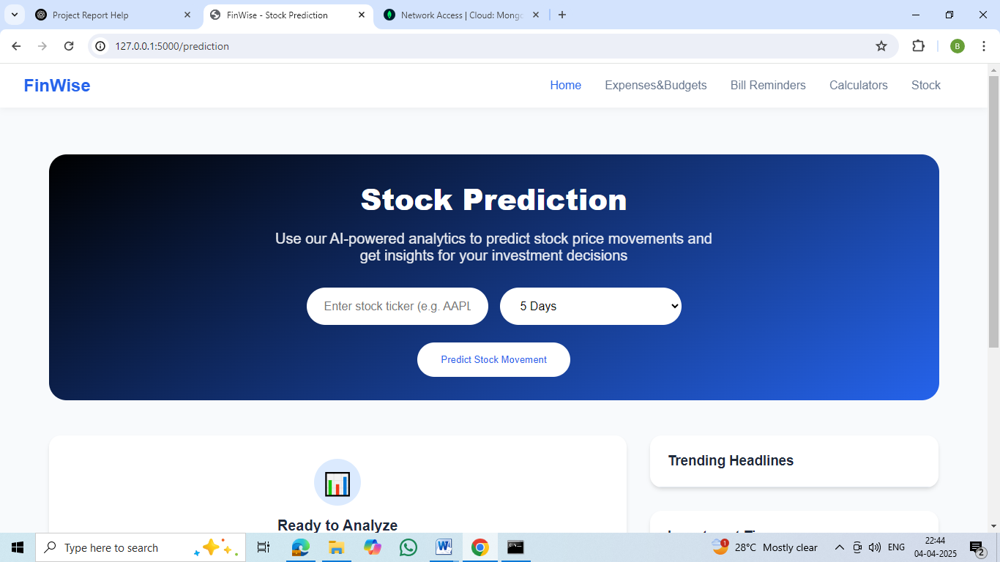 Project Report Help
FinWise - Stock Prediction
Network Access | Cloud: Mongo
127.0.0.1:5000/prediction
B
FinWise
Home
Expenses&Budgets
Bill Reminders
Calculators
Stock
Stock Prediction
Use our AI-powered analytics to predict stock price movements and
get insights for your investment decisions
Enter stock ticker (e.g. AAPL
5 Days
Predict Stock Movement
Ready to Analyze
Trending Headlines
Type here to search
1
28°C Mostly clear
ENG
22:44
04-04-2025
2